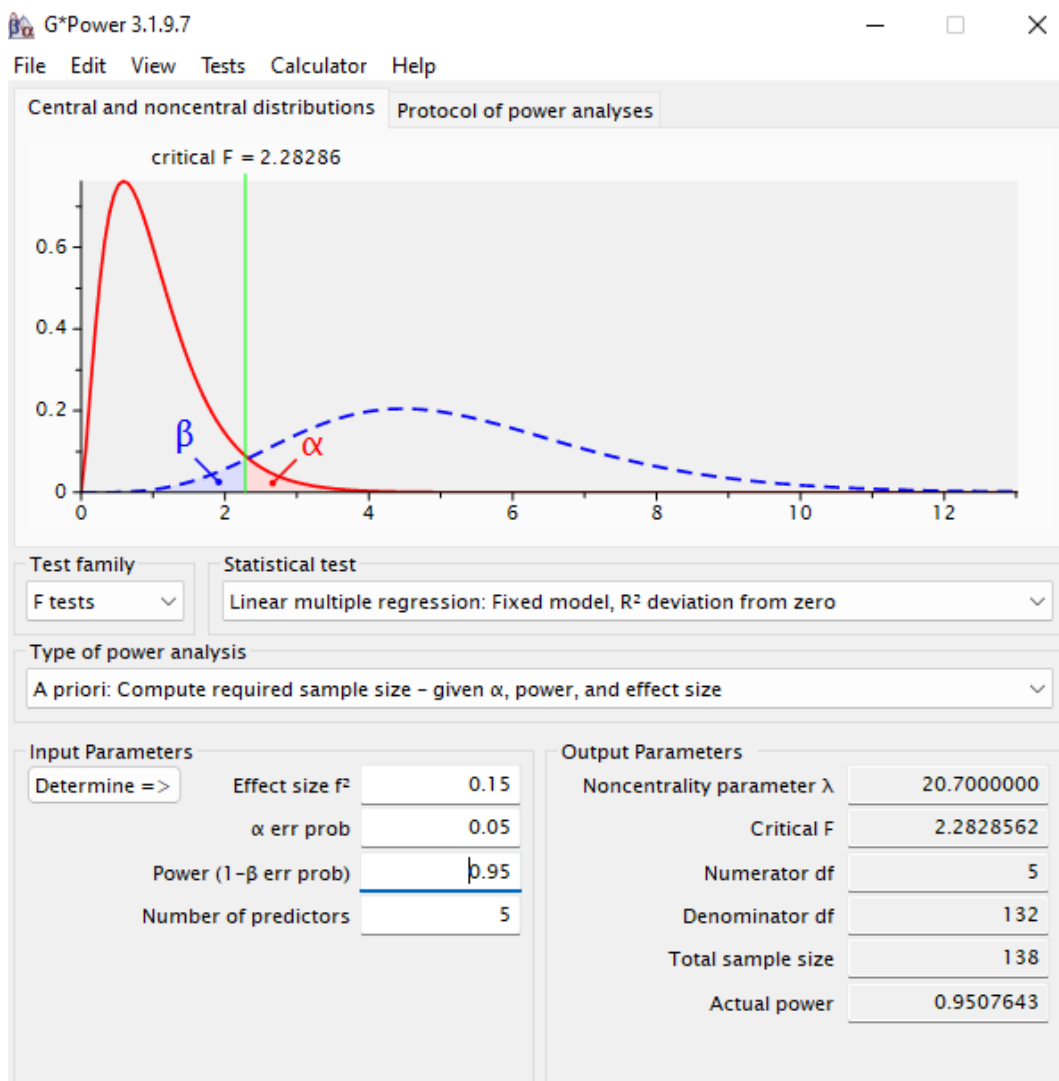 G*Power 3.1.9.7
File Edit View Tests Calculator Help
Central and noncentral distributions Protocol of power analyses
critical F = 2.28286
0.6
0.4
0.2
β α
0
0 2 4 6 8 10 12
Test family Statistical test
F tests Linear multiple regression: Fixed model, R² deviation from zero
Type of power analysis
A priori: Compute required sample size – given α, power, and effect size
Input Parameters Output Parameters
Determine => Effect size f² 0.15 Noncentrality parameter λ 20.7000000
α err prob 0.05 Critical F 2.2828562
Power (1-β err prob) 0.95 Numerator df 5
Number of predictors 5 Denominator df 132
Total sample size 138
Actual power 0.9507643